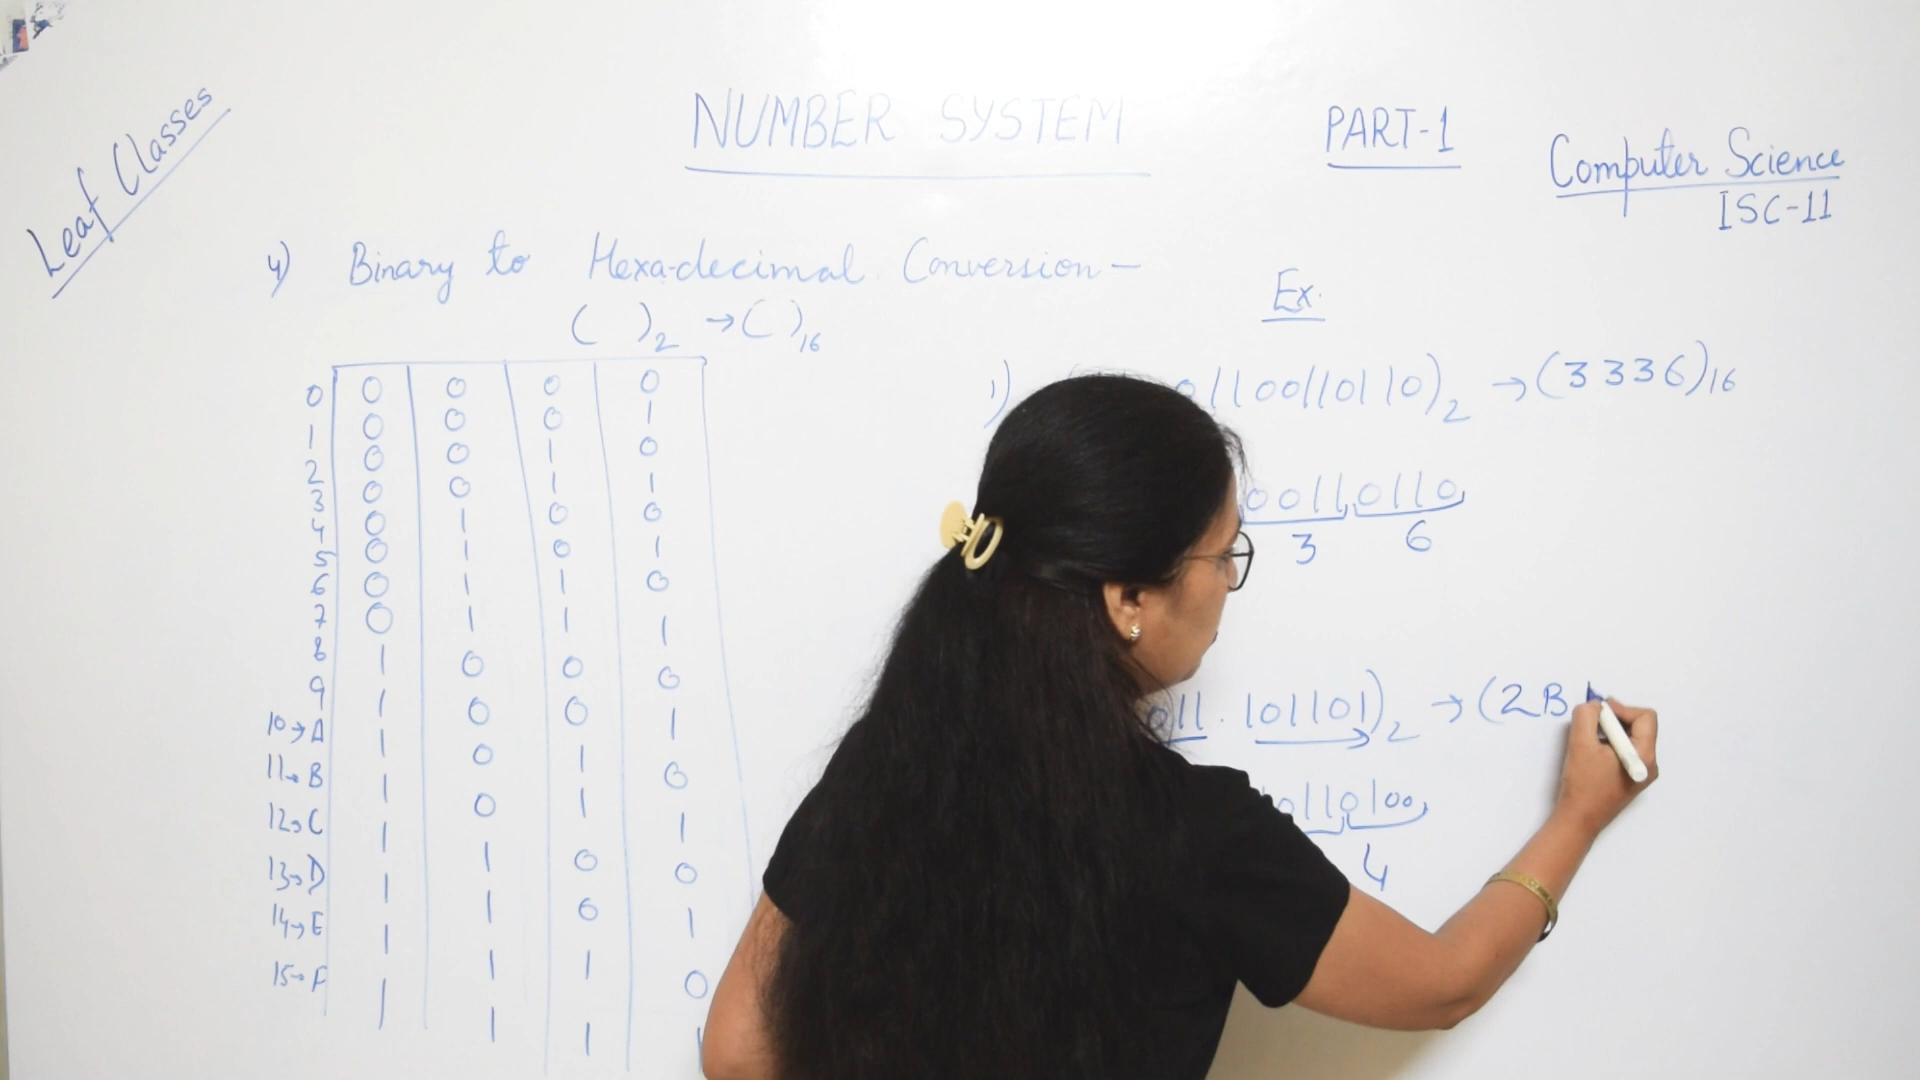 Leaf Classes
NUMBER SYSTEM
PART-1
Computer Science
ISC-11
4) Binary to Hexa-decimal Conversion-
( )2 → ( )16
0 0 0 0 0
1 0 0 0 1
2 0 0 1 0
3 0 0 1 1
4 0 1 0 0
5 0 1 0 1
6 0 1 1 0
7 0 1 1 1
8 1 0 0 0
9 1 0 0 1
10→A 1 0 1 0
11→B 1 0 1 1
12→C 1 1 0 0
13→D 1 1 0 1
14→E 1 1 1 0
15→F 1 1 1 1
Ex.
1) 01100110110)2 → (3336)16
0011 0110
3 6
011.101101)2 → (2B
0110100
4